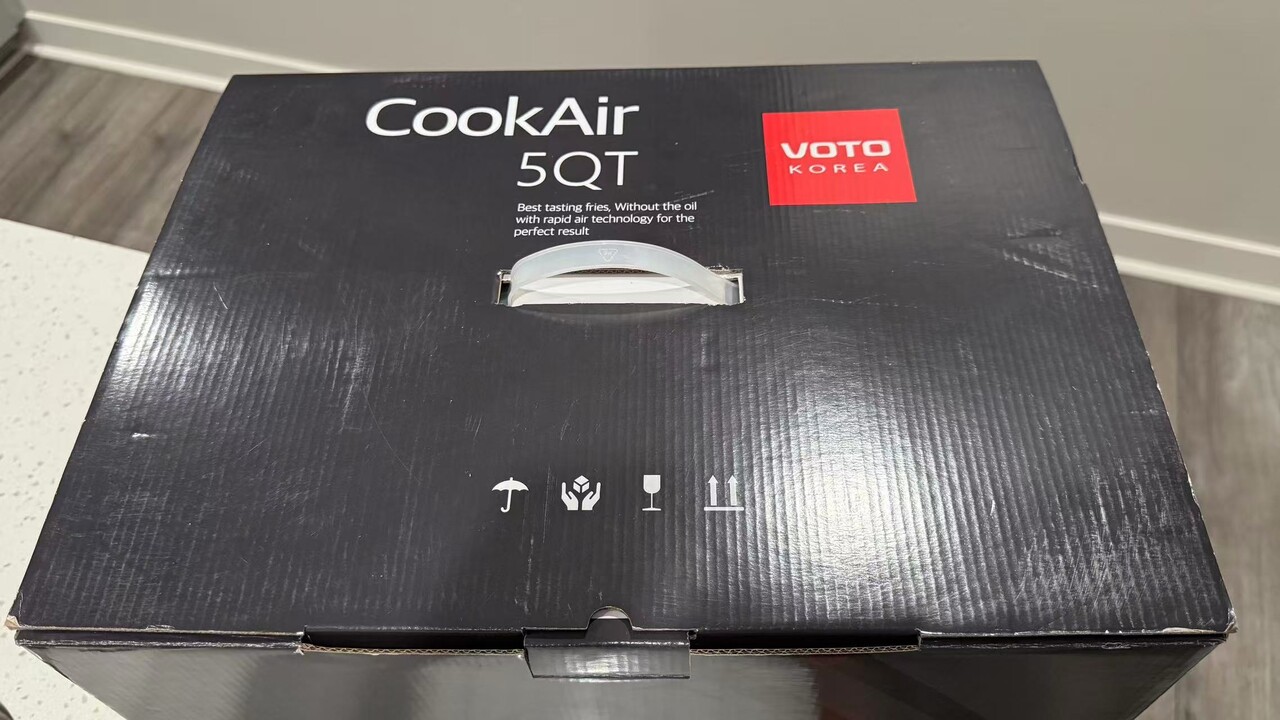 CookAir
5QT
Best tasting fries, Without the oil
with rapid air technology for the
perfect result
VOTO
KOREA